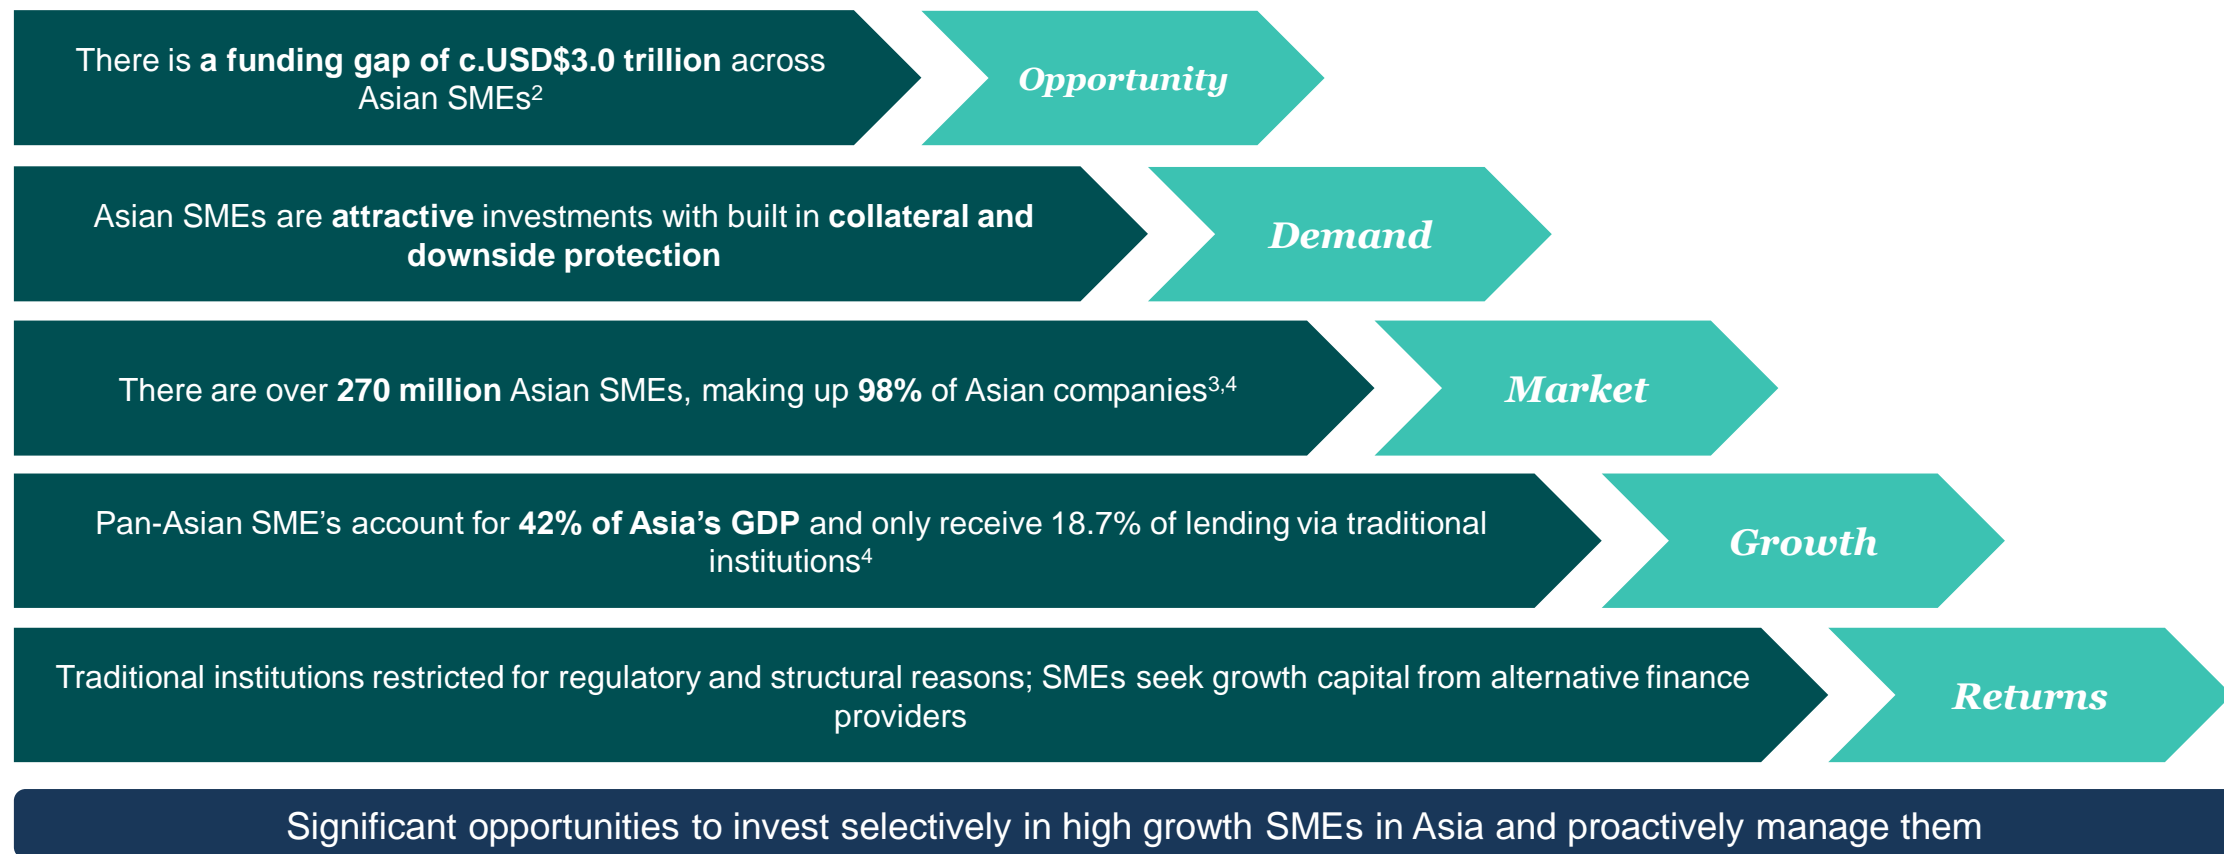 There is a funding gap of c.USD$3.0 trillion across
Asian SMEs²
Opportunity
Asian SMEs are attractive investments with built in collateral and
downside protection
Demand
There are over 270 million Asian SMEs, making up 98% of Asian companies³,⁴
Market
Pan-Asian SME’s account for 42% of Asia’s GDP and only receive 18.7% of lending via traditional
institutions⁴
Growth
Traditional institutions restricted for regulatory and structural reasons; SMEs seek growth capital from alternative finance
providers
Returns
Significant opportunities to invest selectively in high growth SMEs in Asia and proactively manage them